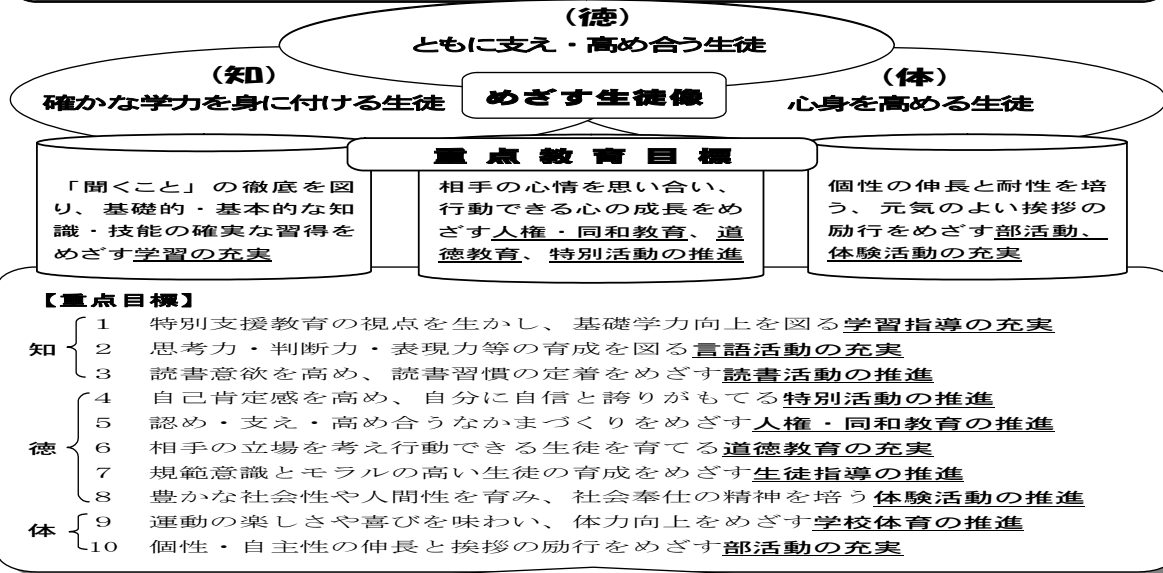 （徳）
ともに支え・高め合う生徒
（知）
確かな学力を身に付ける生徒
めざす生徒像
（体）
心身を高める生徒
重点教育目標
「聞くこと」の徹底を図
り、基礎的・基本的な知
識・技能の確実な習得を
めざす学習の充実
相手の心情を思い合い、
行動できる心の成長をめ
ざす人権・同和教育、道
徳教育、特別活動の推進
個性の伸長と耐性を培
う、元気のよい挨拶の
励行をめざす部活動、
体験活動の充実
【重点目標】
知
1 特別支援教育の視点を生かし、基礎学力向上を図る学習指導の充実
2 思考力・判断力・表現力等の育成を図る言語活動の充実
3 読書意欲を高め、読書習慣の定着をめざす読書活動の推進
徳
4 自己肯定感を高め、自分に自信と誇りがもてる特別活動の推進
5 認め・支え・高め合うなかまづくりをめざす人権・同和教育の推進
6 相手の立場を考え行動できる生徒を育てる道徳教育の充実
7 規範意識とモラルの高い生徒の育成をめざす生徒指導の推進
8 豊かな社会性や人間性を育み、社会奉仕の精神を培う体験活動の推進
体
9 運動の楽しさや喜びを味わい、体力向上をめざす学校体育の推進
10 個性・自主性の伸長と挨拶の励行をめざす部活動の充実